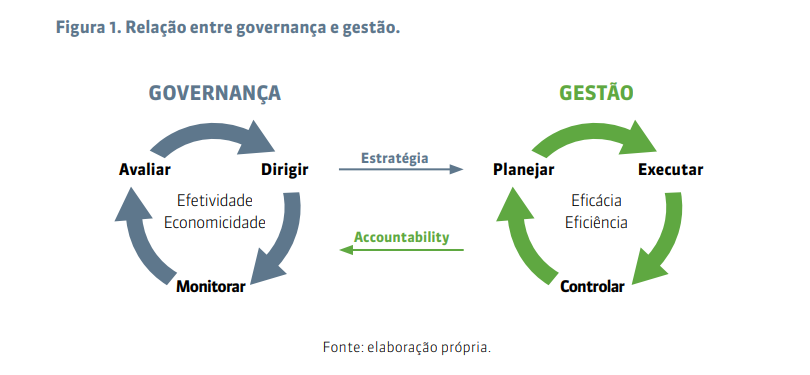 Figura 1. Relação entre governança e gestão.
GOVERNANÇA
Avaliar
Dirigir
Efetividade
Economicidade
Monitorar
Estratégia
Accountability
GESTÃO
Planejar
Executar
Eficácia
Eficiência
Controlar
Fonte: elaboração própria.